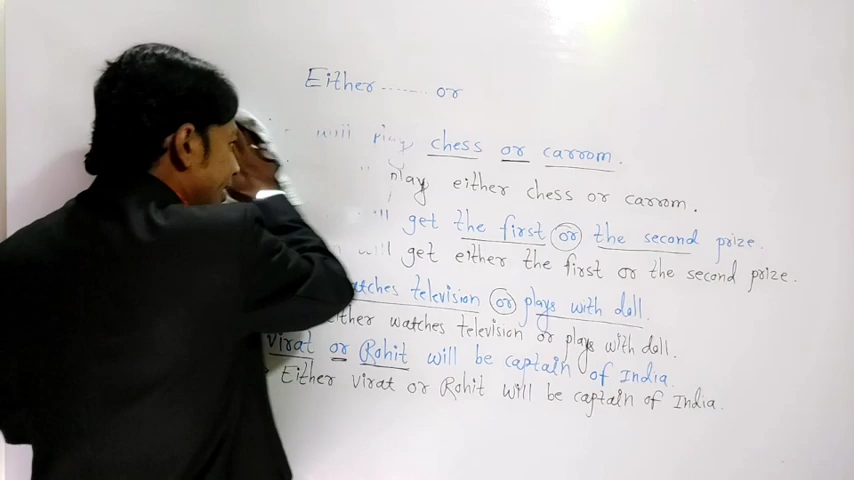 Either ........ or
will play chess or carrom.
play either chess or carrom.
get the first or the second prize.
will get either the first or the second prize.
watches television or plays with doll.
either watches television or plays with doll.
Virat or Rohit will be captain of India.
Either Virat or Rohit will be captain of India.